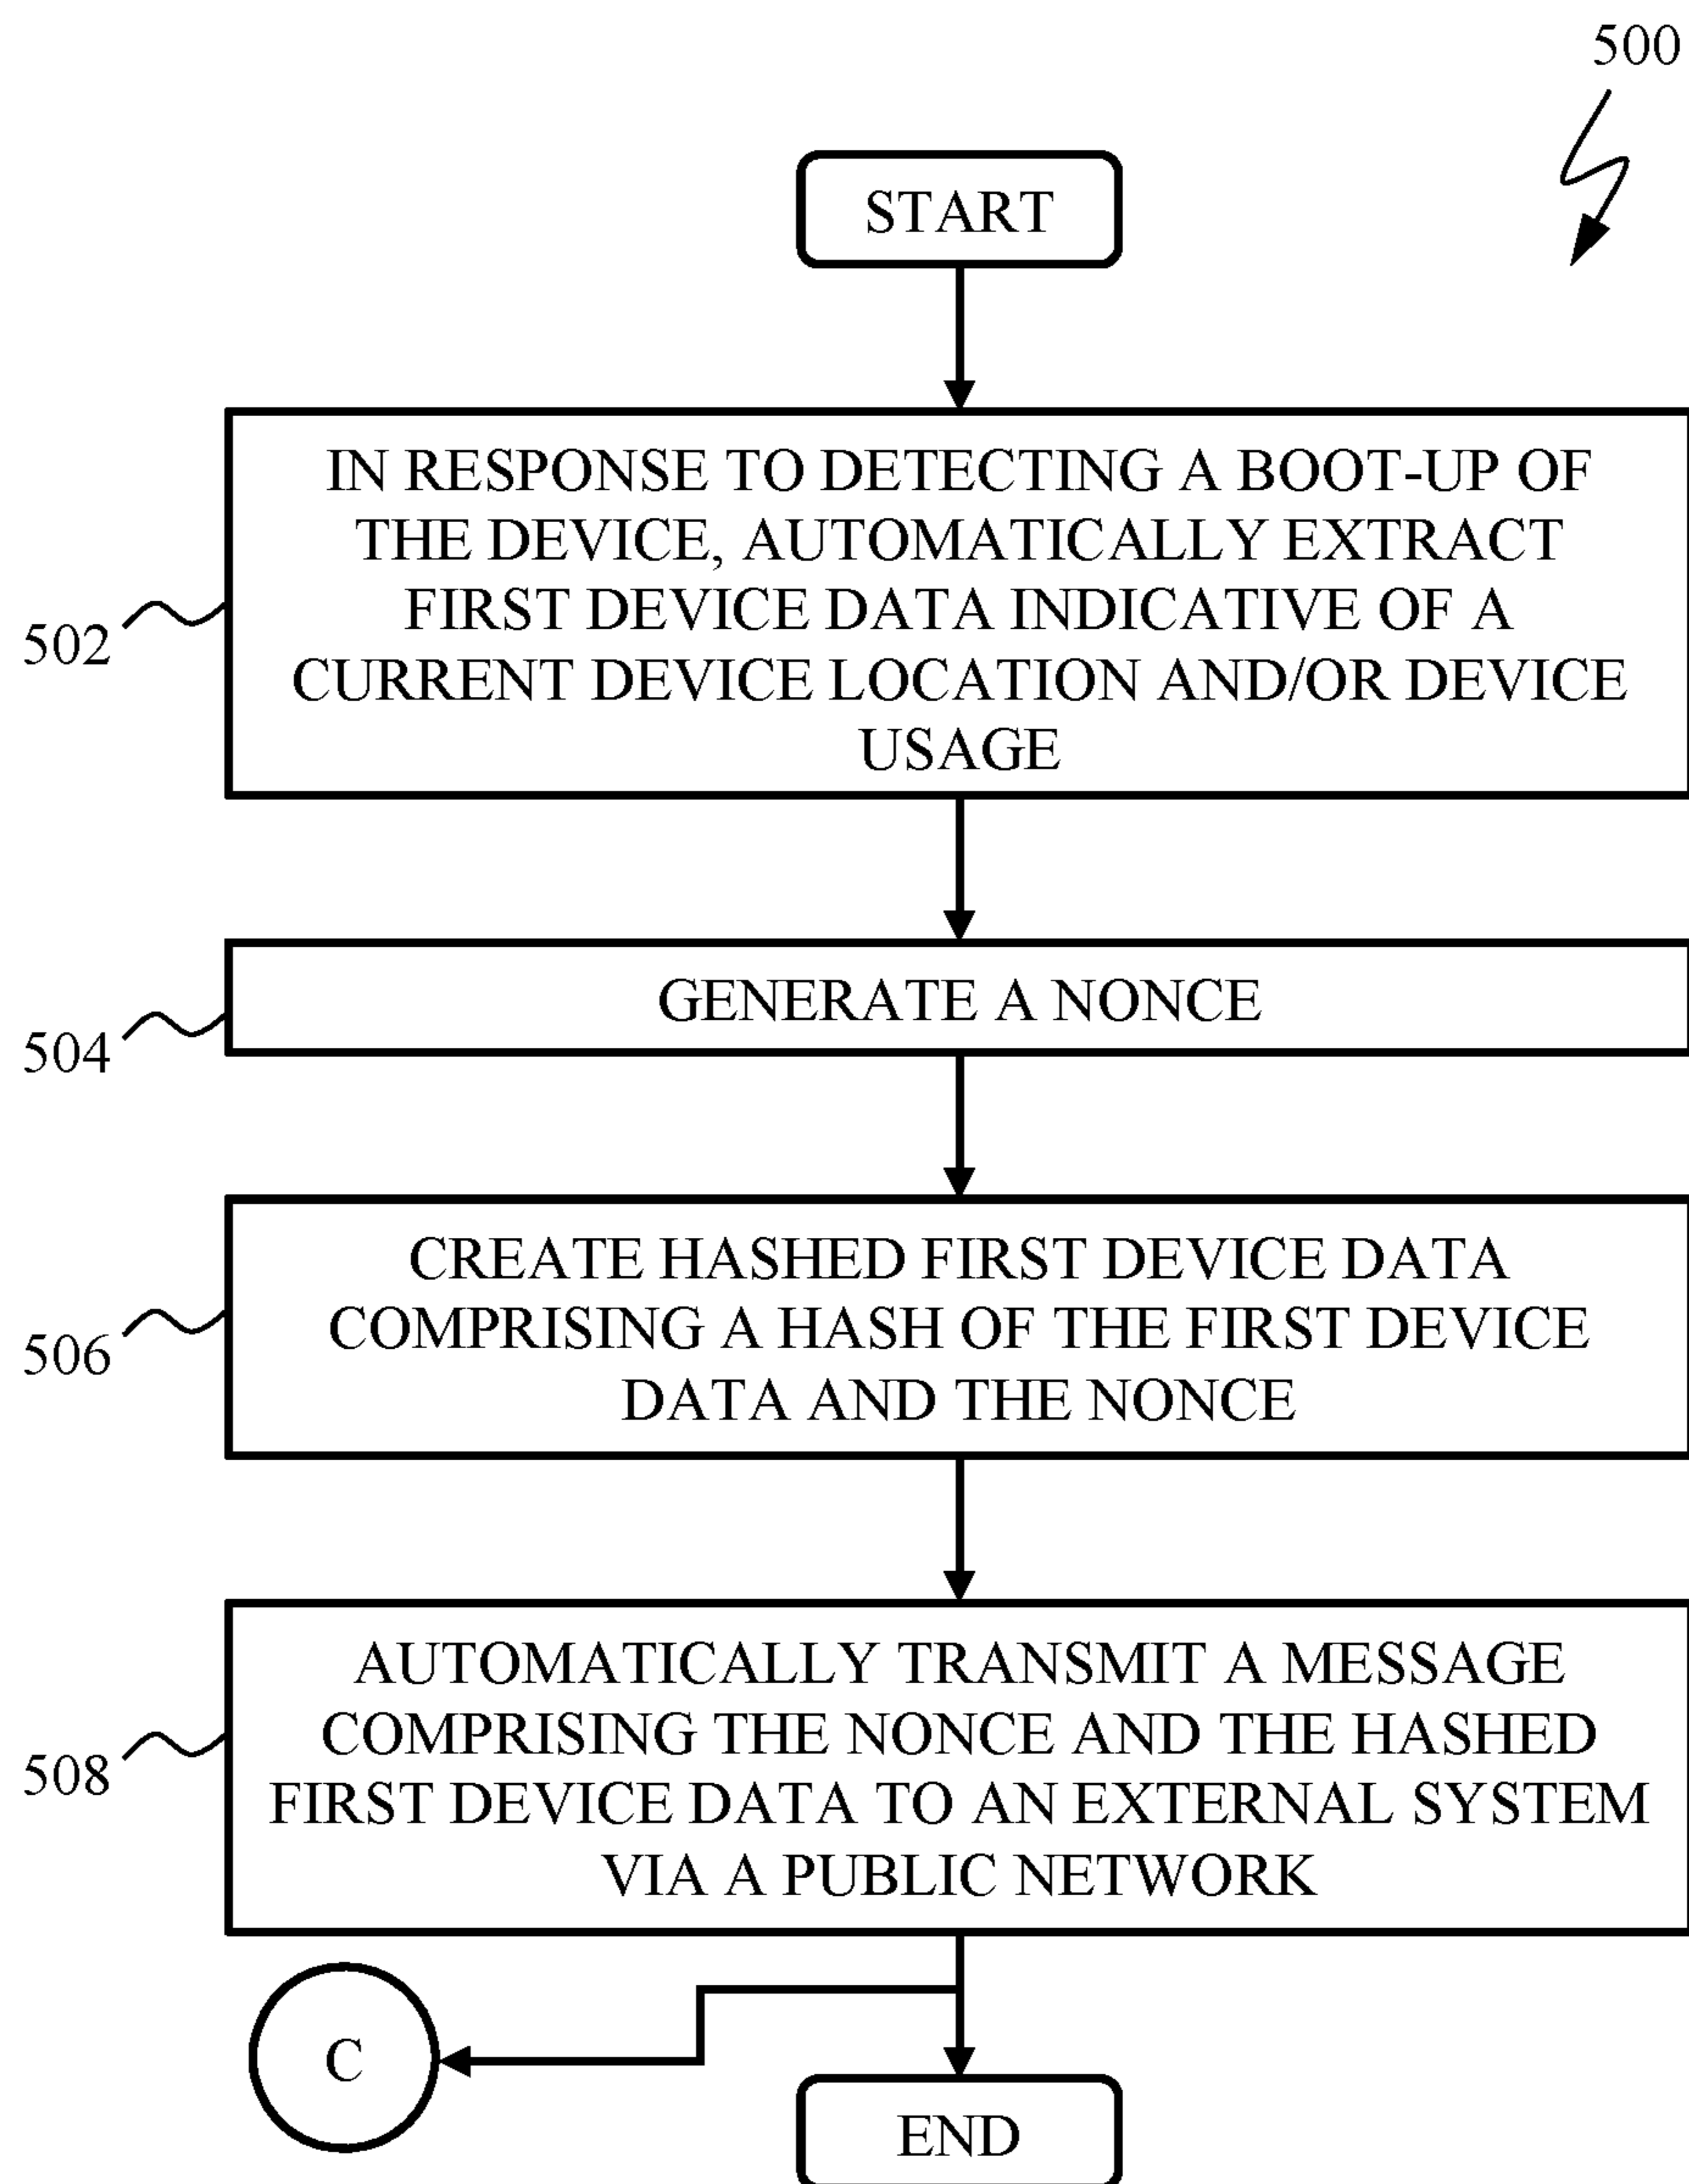 500
START
IN RESPONSE TO DETECTING A BOOT-UP OF
THE DEVICE, AUTOMATICALLY EXTRACT
FIRST DEVICE DATA INDICATIVE OF A
CURRENT DEVICE LOCATION AND/OR DEVICE
USAGE
502
GENERATE A NONCE
504
CREATE HASHED FIRST DEVICE DATA
COMPRISING A HASH OF THE FIRST DEVICE
DATA AND THE NONCE
506
AUTOMATICALLY TRANSMIT A MESSAGE
COMPRISING THE NONCE AND THE HASHED
FIRST DEVICE DATA TO AN EXTERNAL SYSTEM
VIA A PUBLIC NETWORK
508
C
END